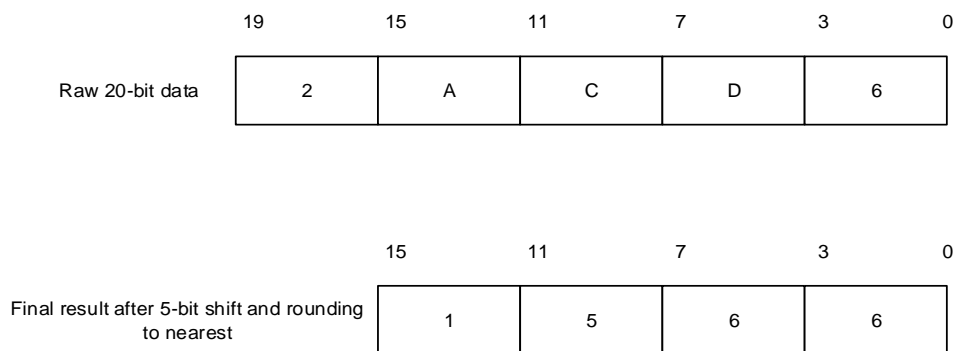 19 15 11 7 3 0
Raw 20-bit data 2 A C D 6
15 11 7 3 0
Final result after 5-bit shift and rounding
to nearest
1 5 6 6